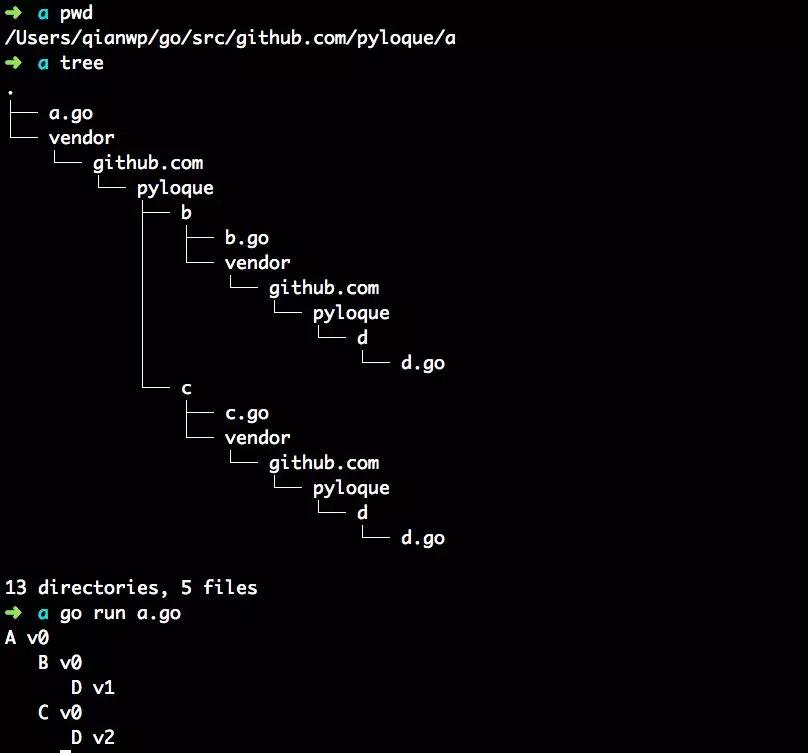 ➜  a pwd
/Users/qianwp/go/src/github.com/pyloque/a
➜  a tree
.
├── a.go
└── vendor
    └── github.com
        └── pyloque
            ├── b
            │   ├── b.go
            │   └── vendor
            │       └── github.com
            │           └── pyloque
            │               └── d
            │                   └── d.go
            └── c
                ├── c.go
                └── vendor
                    └── github.com
                        └── pyloque
                            └── d
                                └── d.go
13 directories, 5 files
➜  a go run a.go
A v0
   B v0
      D v1
   C v0
      D v2